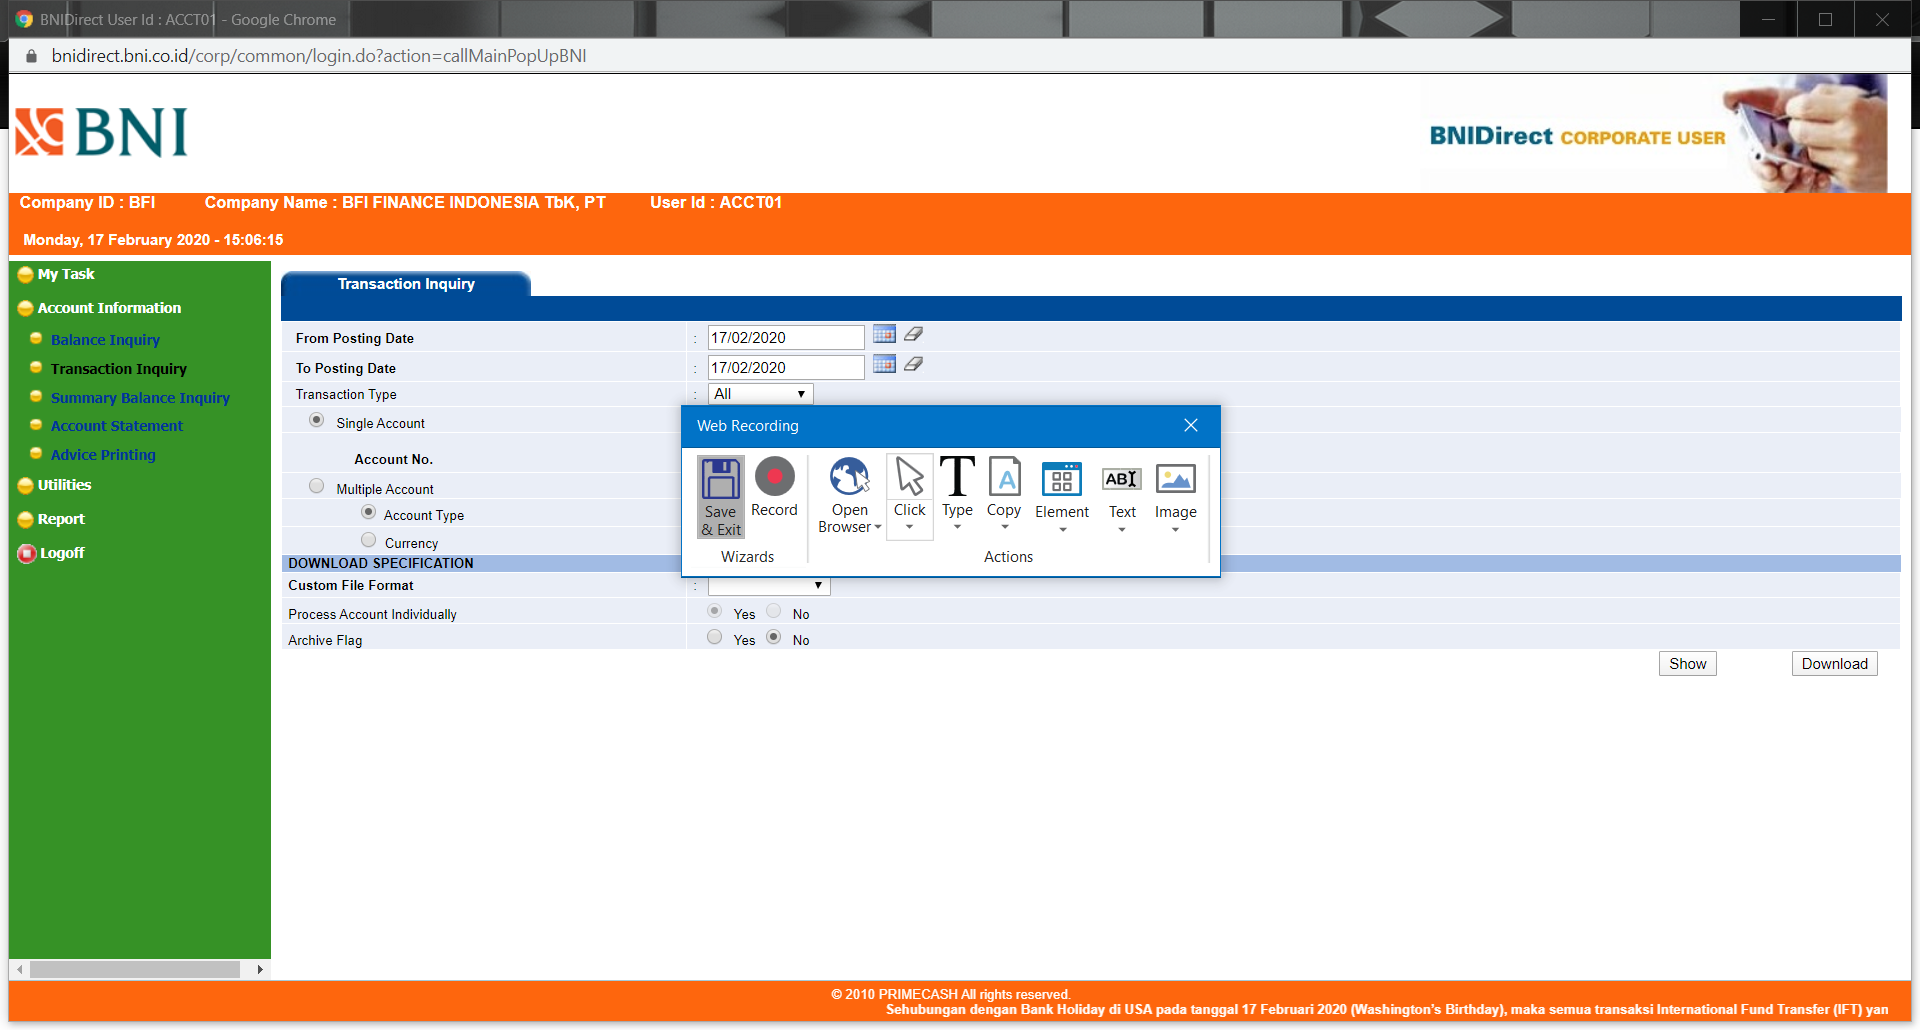 BNIDirect User Id : ACCT01 - Google Chrome
bnidirect.bni.co.id/corp/common/login.do?action=callMainPopUpBNI
BNI
BNIDirect CORPORATE USER
Company ID : BFI Company Name : BFI FINANCE INDONESIA TbK, PT User Id : ACCT01
Monday, 17 February 2020 - 15:06:15
My Task
Account Information
Balance Inquiry
Transaction Inquiry
Summary Balance Inquiry
Account Statement
Advice Printing
Utilities
Report
Logoff
Transaction Inquiry
From Posting Date : 17/02/2020
To Posting Date : 17/02/2020
Transaction Type : All
Single Account
Account No.
Multiple Account
Account Type
Currency
Web Recording
Save & Exit
Record
Open Browser
Click
Type
Copy
Element
ABI
Text
Image
Wizards
Actions
DOWNLOAD SPECIFICATION
Custom File Format :
Process Account Individually Yes No
Archive Flag Yes No
Show Download
© 2010 PRIMECASH All rights reserved.
Sehubungan dengan Bank Holiday di USA pada tanggal 17 Februari 2020 (Washington's Birthday), maka semua transaksi International Fund Transfer (IFT) yan